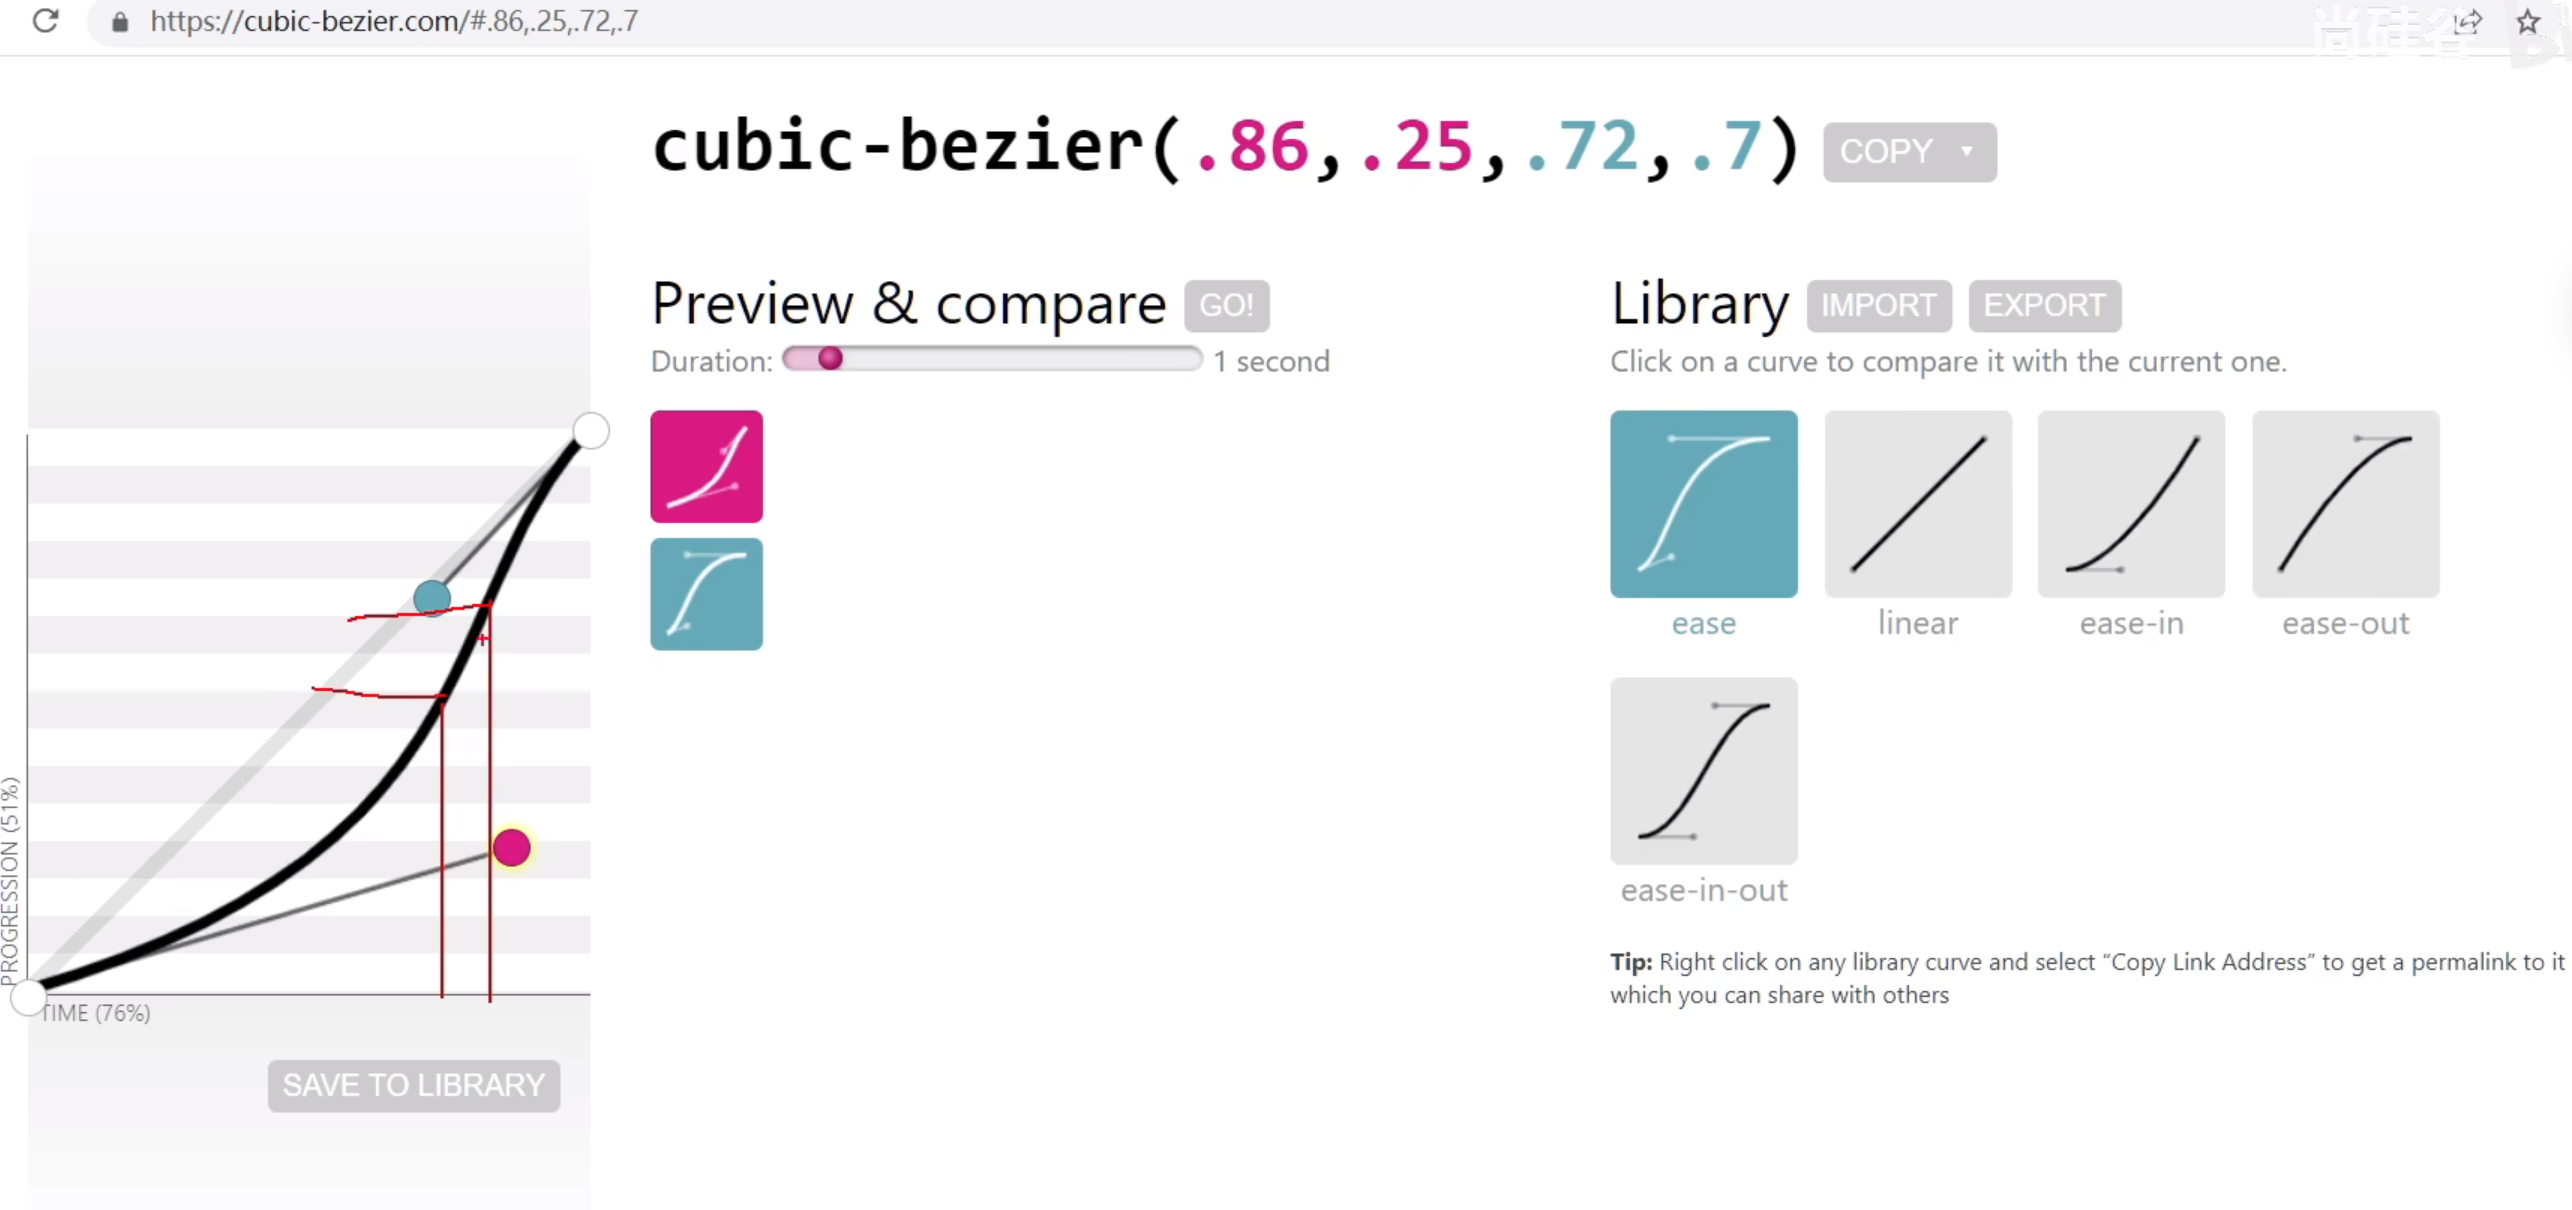 https://cubic-bezier.com/#.86,.25,.72,.7
尚硅谷
cubic-bezier(.86,.25,.72,.7)
COPY
Preview & compare
GO!
Duration:
1 second
Library
IMPORT
EXPORT
Click on a curve to compare it with the current one.
ease
linear
ease-in
ease-out
ease-in-out
Tip: Right click on any library curve and select “Copy Link Address” to get a permalink to it
which you can share with others
PROGRESSION (51%)
TIME (76%)
SAVE TO LIBRARY